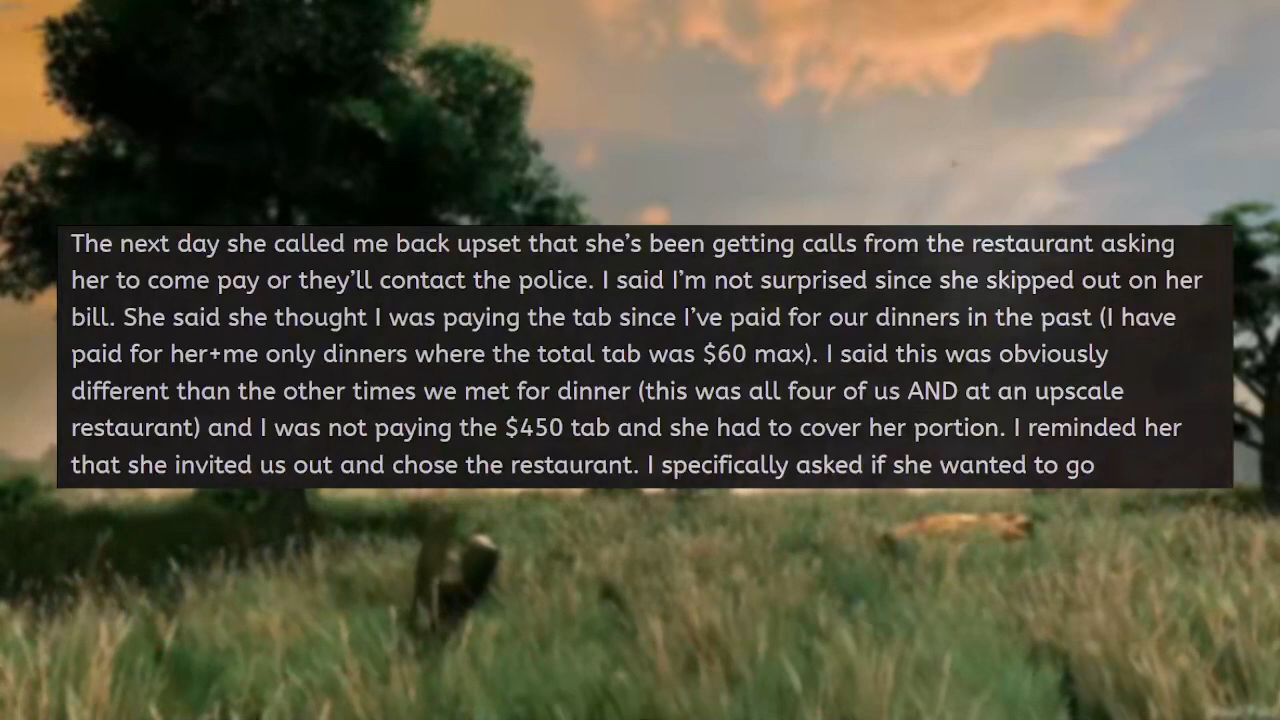 The next day she called me back upset that she’s been getting calls from the restaurant asking
her to come pay or they’ll contact the police. I said I’m not surprised since she skipped out on her
bill. She said she thought I was paying the tab since I’ve paid for our dinners in the past (I have
paid for her+me only dinners where the total tab was $60 max). I said this was obviously
different than the other times we met for dinner (this was all four of us AND at an upscale
restaurant) and I was not paying the $450 tab and she had to cover her portion. I reminded her
that she invited us out and chose the restaurant. I specifically asked if she wanted to go